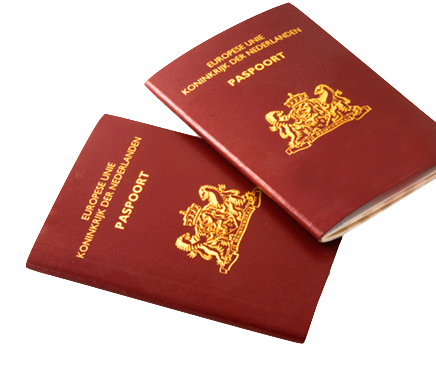 EUROPESE UNIE
KONINKRIJK DER NEDERLANDEN
PASPOORT
EUROPESE UNIE
KONINKRIJK DER NEDERLANDEN
PASPOORT